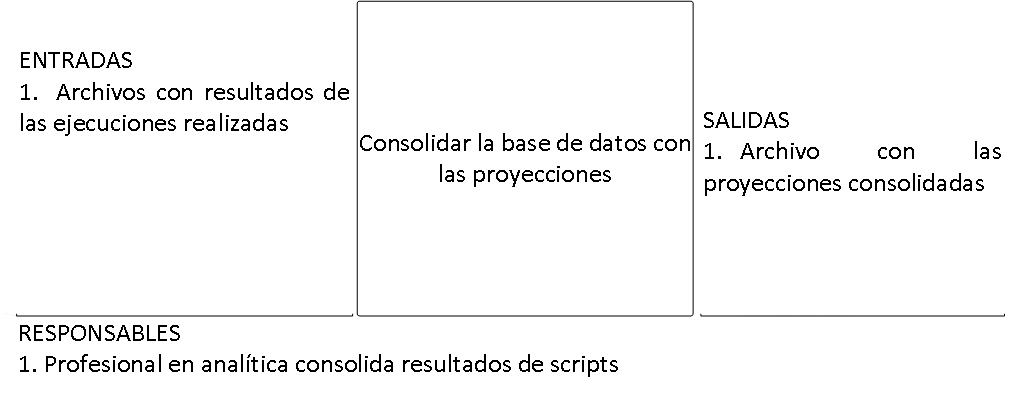 ENTRADAS
1. Archivos con resultados de
las ejecuciones realizadas
Consolidar la base de datos con
las proyecciones
SALIDAS
1. Archivo con las
proyecciones consolidadas
RESPONSABLES
1. Profesional en analítica consolida resultados de scripts